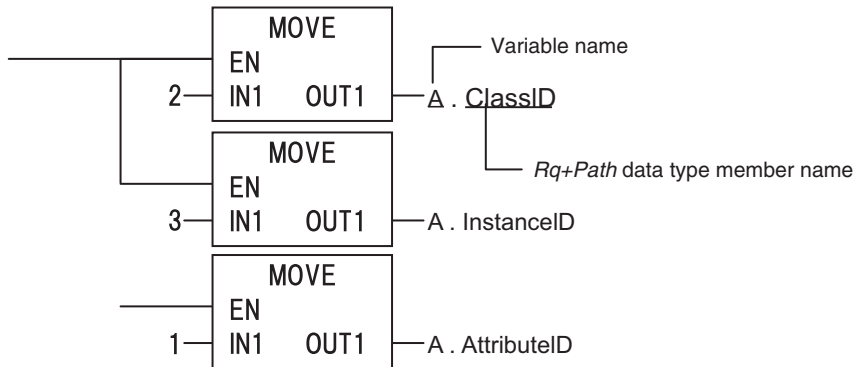 MOVE
Variable name
EN
2 IN1 OUT1 A . ClassID
MOVE
Rq+Path data type member name
EN
3 IN1 OUT1 A . InstanceID
MOVE
EN
1 IN1 OUT1 A . AttributeID